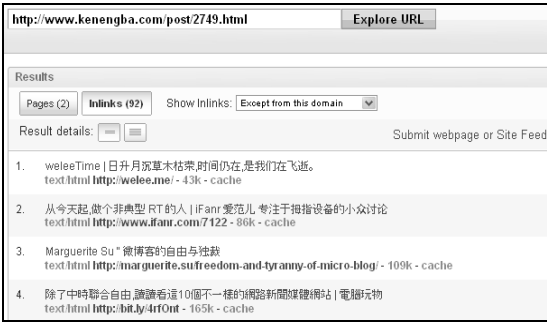 http://www.kenengba.com/post/2749.html Explore URL
Results
Pages (2) Inlinks (92) Show Inlinks: Except from this domain
Result details: Submit webpage or Site Feed
1. weleeTime | 日升月沉草木枯荣,时间仍在,是我们在飞逝。
text/html http://welee.me/ - 43k - cache
2. 从今天起,做个非典型 RT 的人 | iFanr 爱范儿 专注于拇指设备的小众讨论
text/html http://www.ifanr.com/7122 - 86k - cache
3. Marguerite Su " 微博客的自由与独裁
text/html http://marguerite.su/freedom-and-tyranny-of-micro-blog/ - 109k - cache
4. 除了中時聯合自由,讀讀看這10個不一樣的網路新聞媒體網站 | 電腦玩物
text/html http://bit.ly/4rfOnt - 165k - cache